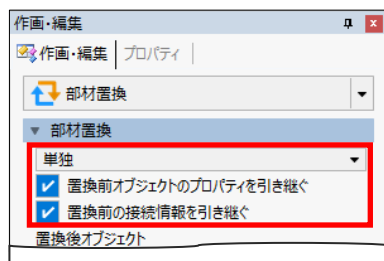 作画・編集
作画・編集 プロパティ
部材置換
部材置換
単独
置換前オブジェクトのプロパティを引き継ぐ
置換前の接続情報を引き継ぐ
置換後オブジェクト